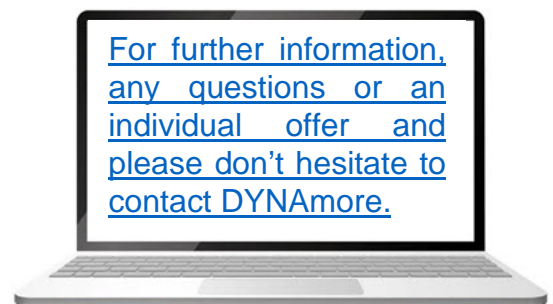 For further information,
any questions or an
individual offer and
please don’t hesitate to
contact DYNAmore.